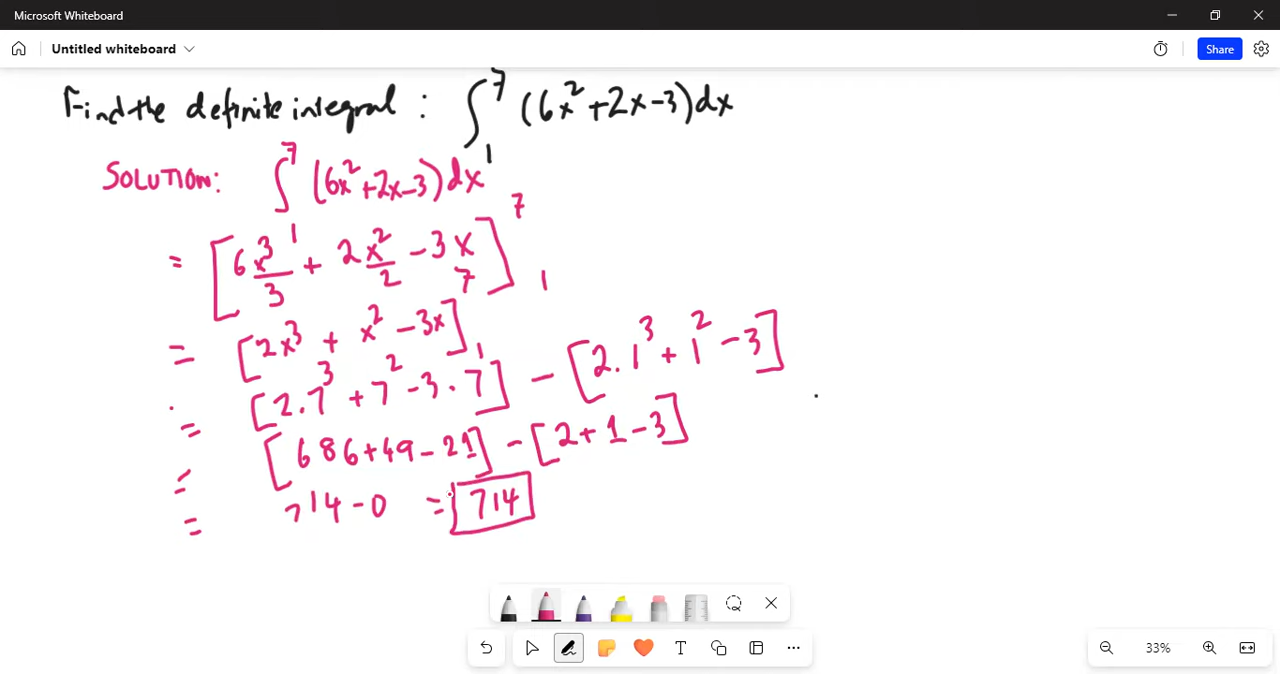 Microsoft Whiteboard
Untitled whiteboard
Share
Find the definite integral : ∫₁⁷ (6x²+2x-3)dx
SOLUTION: ∫₁⁷ (6x²+2x-3)dx
= [6x³/3 + 2x²/2 - 3x]₁⁷
= [2x³ + x² - 3x]₁⁷
= [2.7³ + 7² - 3.7] - [2.1³ + 1² - 3]
= [686+49-21] - [2+1-3]
= 714-0 = 714
33%